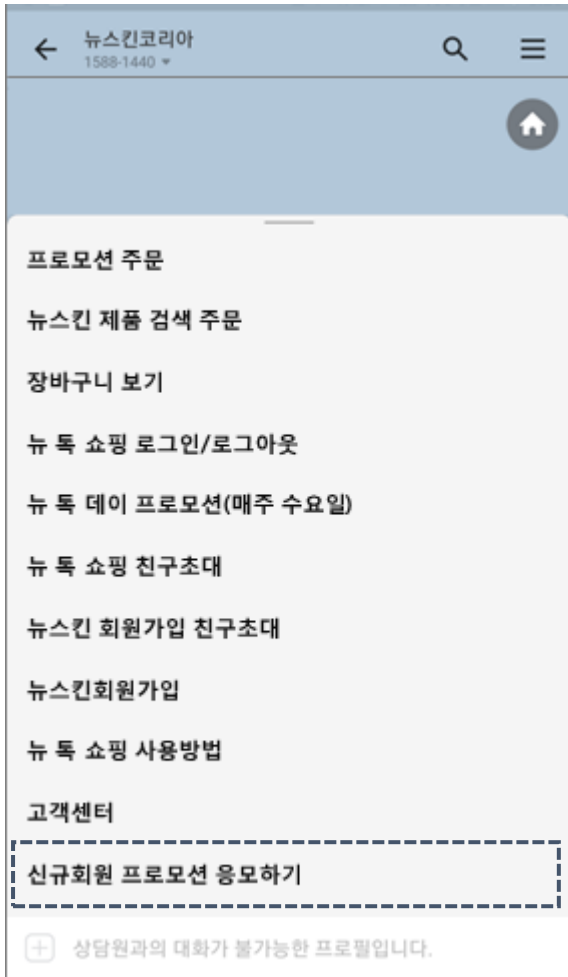 뉴스킨코리아
1588-1440
프로모션 주문
뉴스킨 제품 검색 주문
장바구니 보기
뉴 톡 쇼핑 로그인/로그아웃
뉴 톡 데이 프로모션(매주 수요일)
뉴 톡 쇼핑 친구초대
뉴스킨 회원가입 친구초대
뉴스킨회원가입
뉴 톡 쇼핑 사용방법
고객센터
신규회원 프로모션 응모하기
상담원과의 대화가 불가능한 프로필입니다.